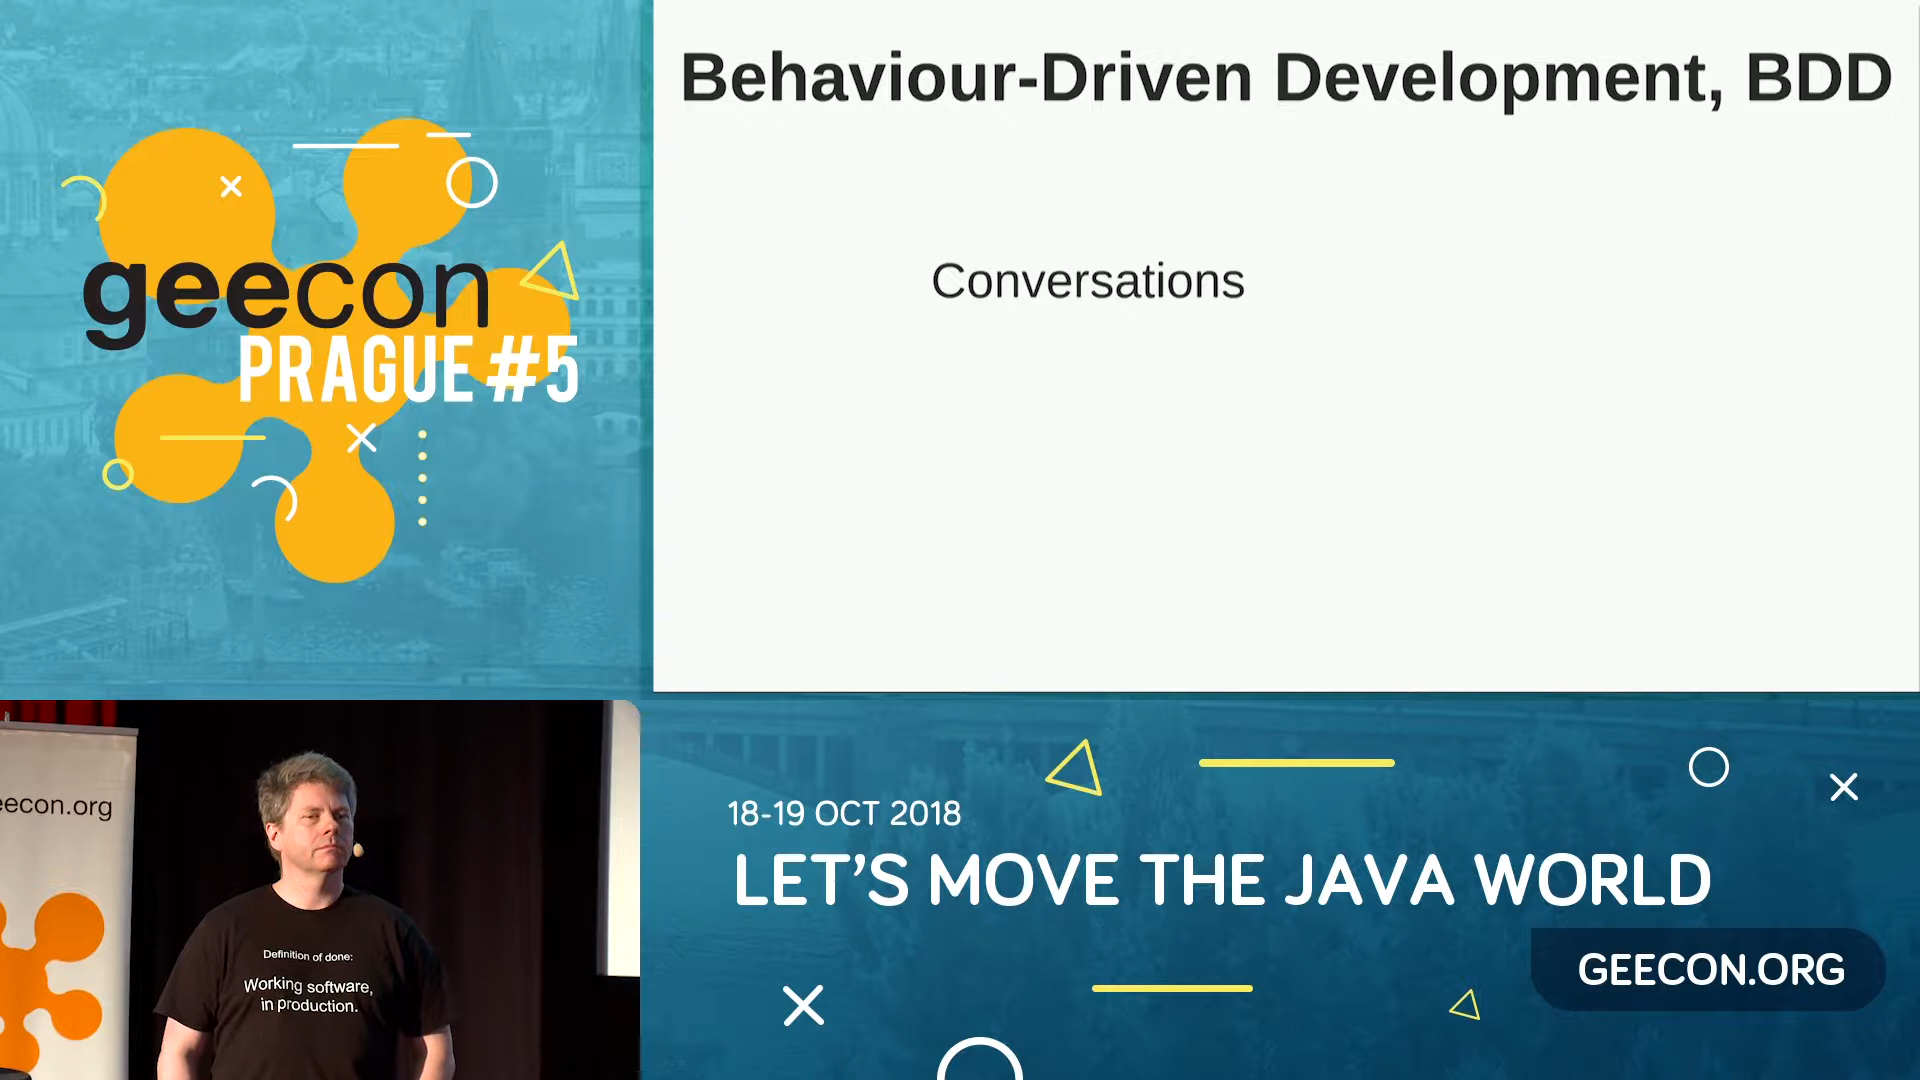 geecon
PRAGUE #5
Behaviour-Driven Development, BDD
Conversations
eecon.org
Definition of done:
Working software,
in production.
18-19 OCT 2018
LET'S MOVE THE JAVA WORLD
GEECON.ORG